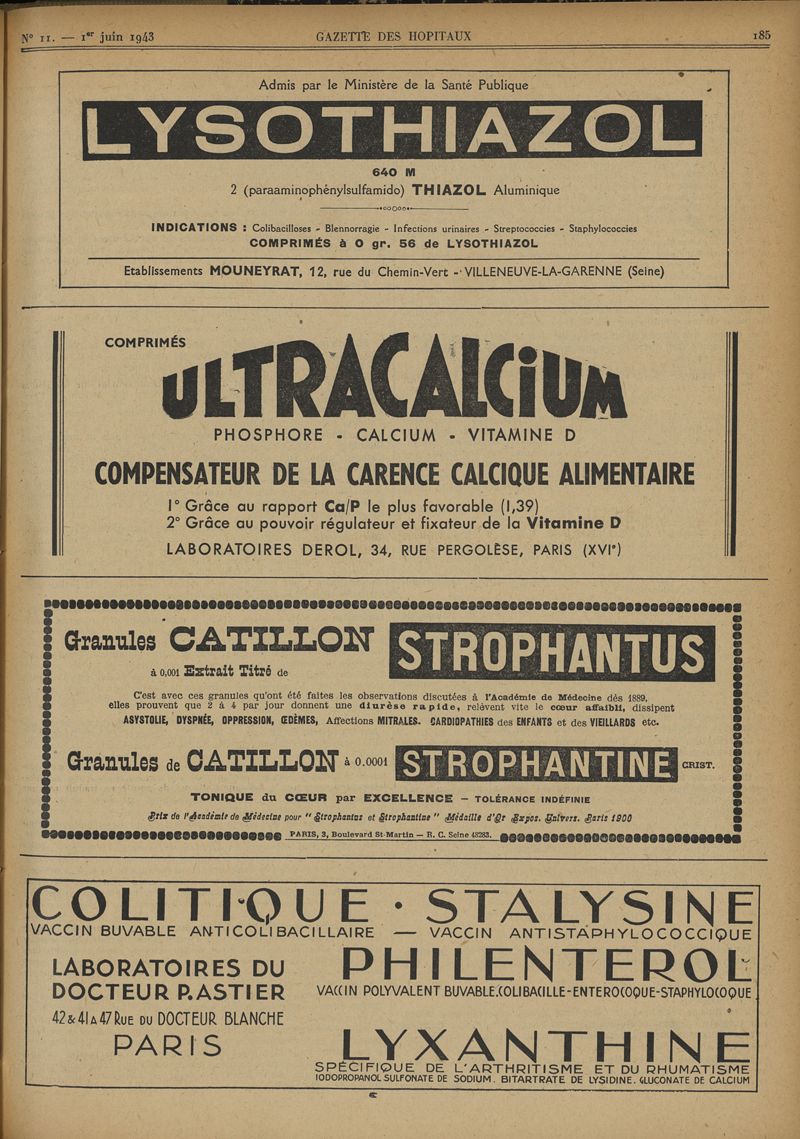 N° 11. — 1er juin 1943 GAZETTE DES HOPITAUX 185
Admis par le Ministère de la Santé Publique
LYSOTHIAZOL
640 M
2 (paraaminophénylsulfamido) THIAZOL Aluminique
INDICATIONS : Colibacilloses - Blennorragie - Infections urinaires - Streptococcies - Staphylococcies
COMPRIMÉS à 0 gr. 56 de LYSOTHIAZOL
Etablissements MOUNEYRAT, 12, rue du Chemin-Vert - VILLENEUVE-LA-GARENNE (Seine)
COMPRIMÉS
ULTRACALCIUM
PHOSPHORE - CALCIUM - VITAMINE D
COMPENSATEUR DE LA CARENCE CALCIQUE ALIMENTAIRE
1° Grâce au rapport Ca/P le plus favorable (1,39)
2° Grâce au pouvoir régulateur et fixateur de la Vitamine D
LABORATOIRES DEROL, 34, RUE PERGOLÈSE, PARIS (XVIe)
Granules CATILLON STROPHANTUS
à 0,001 Extrait Titré de
C'est avec ces granules qu'ont été faites les observations discutées à l'Académie de Médecine dès 1889,
elles prouvent que 2 à 4 par jour donnent une diurèse rapide, relèvent vite le cœur affaibli, dissipent
ASYSTOLIE, DYSPNÉE, OPPRESSION, ŒDÈMES, Affections MITRALES. CARDIOPATHIES des ENFANTS et des VIEILLARDS etc.
Granules de CATILLON à 0.0001 STROPHANTINE CRIST.
TONIQUE du CŒUR par EXCELLENCE — TOLÉRANCE INDÉFINIE
Prix de l'Académie de Médecine pour "Strophantus et Strophantine" Médaille d'Or Expos. Univers. Paris 1900
PARIS, 3, Boulevard St-Martin — R. C. Seine 48283.
COLITIQUE · STALYSINE
VACCIN BUVABLE ANTICOLIBACILLAIRE — VACCIN ANTISTAPHYLOCOCCIQUE
LABORATOIRES DU
DOCTEUR P. ASTIER
42 & 41 A 47 RUE DU DOCTEUR BLANCHE
PARIS
PHILENTEROL
VACCIN POLYVALENT BUVABLE. COLIBACILLE-ENTEROCOQUE-STAPHYLOCOQUE
LYXANTHINE
SPÉCIFIQUE DE L'ARTHRITISME ET DU RHUMATISME
IODOPROPANOL SULFONATE DE SODIUM. BITARTRATE DE LYSIDINE. GLUCONATE DE CALCIUM